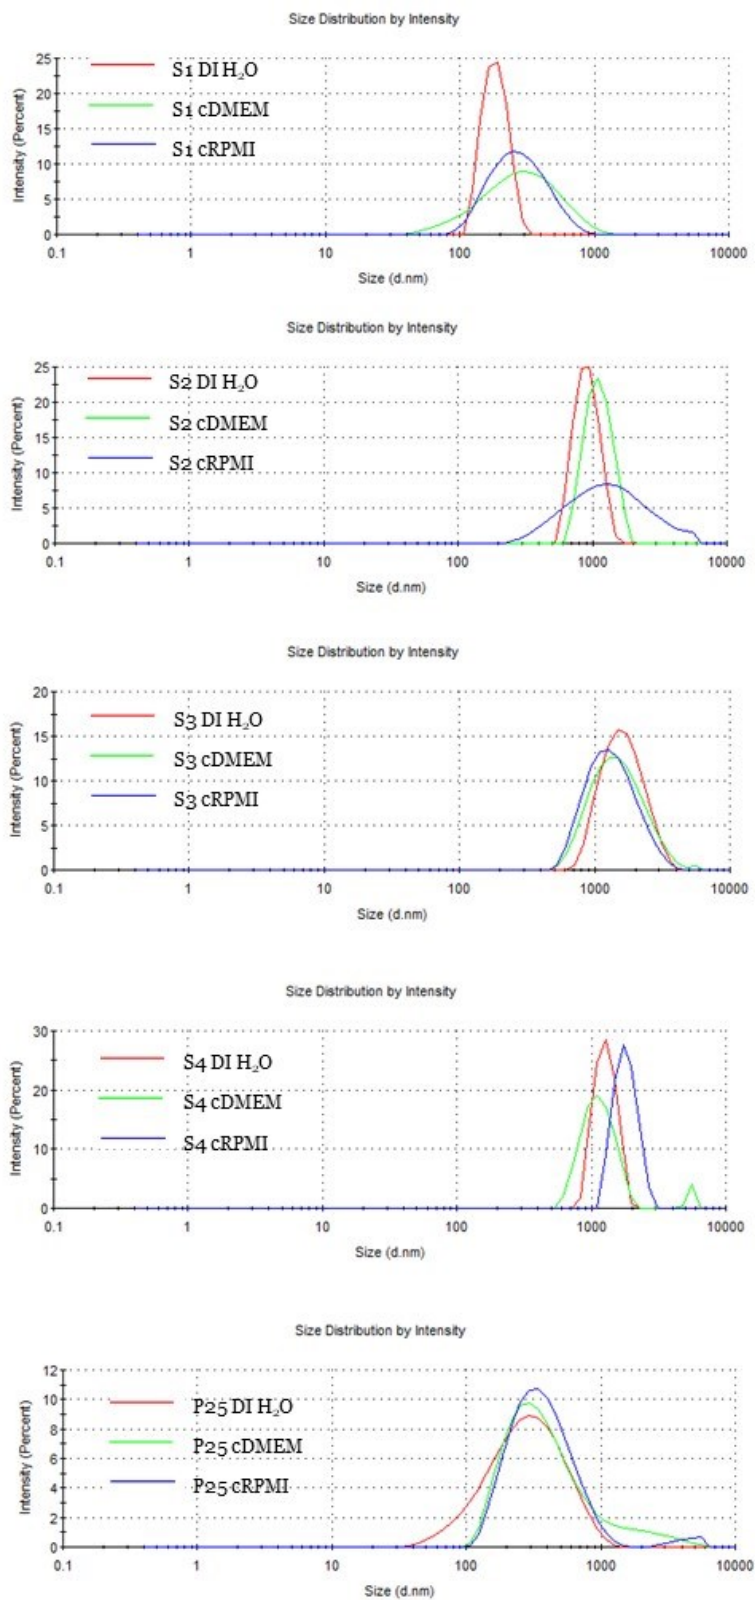 Size Distribution by Intensity
25
20
15
10
5
0
Intensity (Percent)
S1 DI H₂O
S1 cDMEM
S1 cRPMI
0.1 1 10 100 1000 10000
Size (d.nm)
Size Distribution by Intensity
25
20
15
10
5
0
Intensity (Percent)
S2 DI H₂O
S2 cDMEM
S2 cRPMI
0.1 1 10 100 1000 10000
Size (d.nm)
Size Distribution by Intensity
20
15
10
5
0
Intensity (Percent)
S3 DI H₂O
S3 cDMEM
S3 cRPMI
0.1 1 10 100 1000 10000
Size (d.nm)
Size Distribution by Intensity
30
20
10
0
Intensity (Percent)
S4 DI H₂O
S4 cDMEM
S4 cRPMI
0.1 1 10 100 1000 10000
Size (d.nm)
Size Distribution by Intensity
12
10
8
6
4
2
0
Intensity (Percent)
P25 DI H₂O
P25 cDMEM
P25 cRPMI
0.1 1 10 100 1000 10000
Size (d.nm)